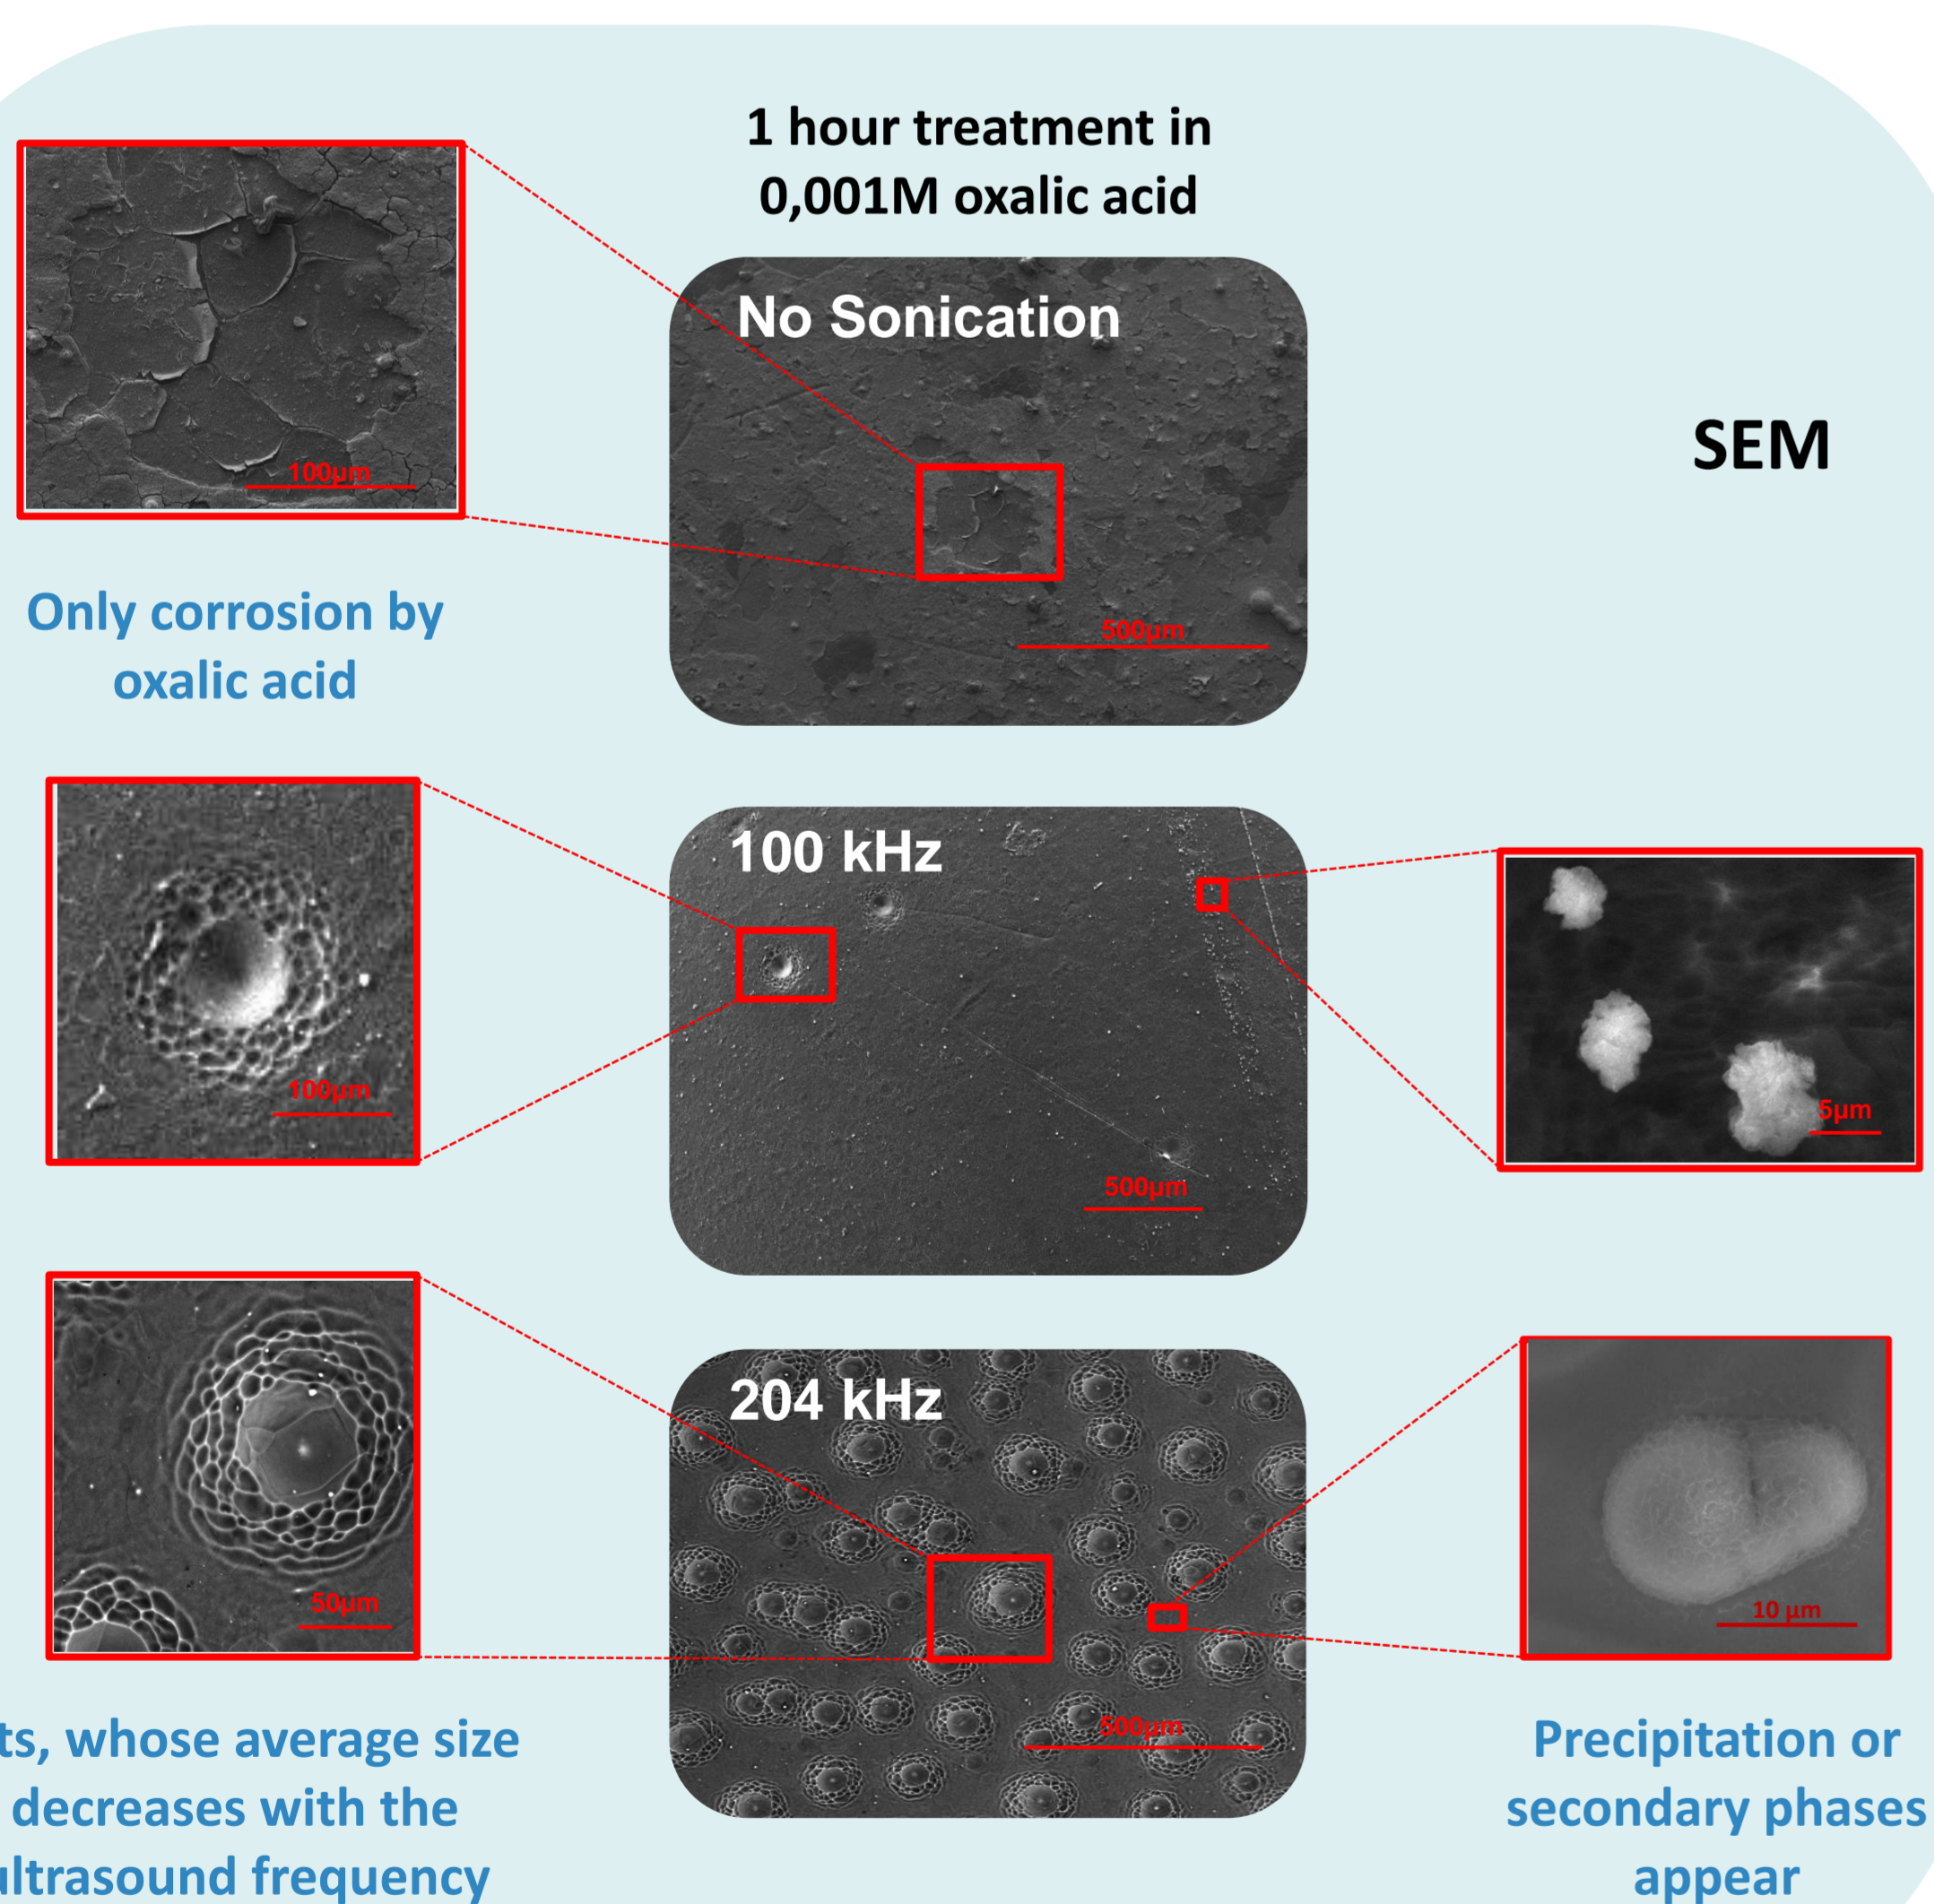 1 hour treatment in
0,001M oxalic acid
No Sonication
SEM
100µm
500µm
Only corrosion by
oxalic acid
100 kHz
100µm
500µm
5µm
204 kHz
50µm
500µm
10 µm
whose average size
decreases with the
frequency
Precipitation or
secondary phases
appear